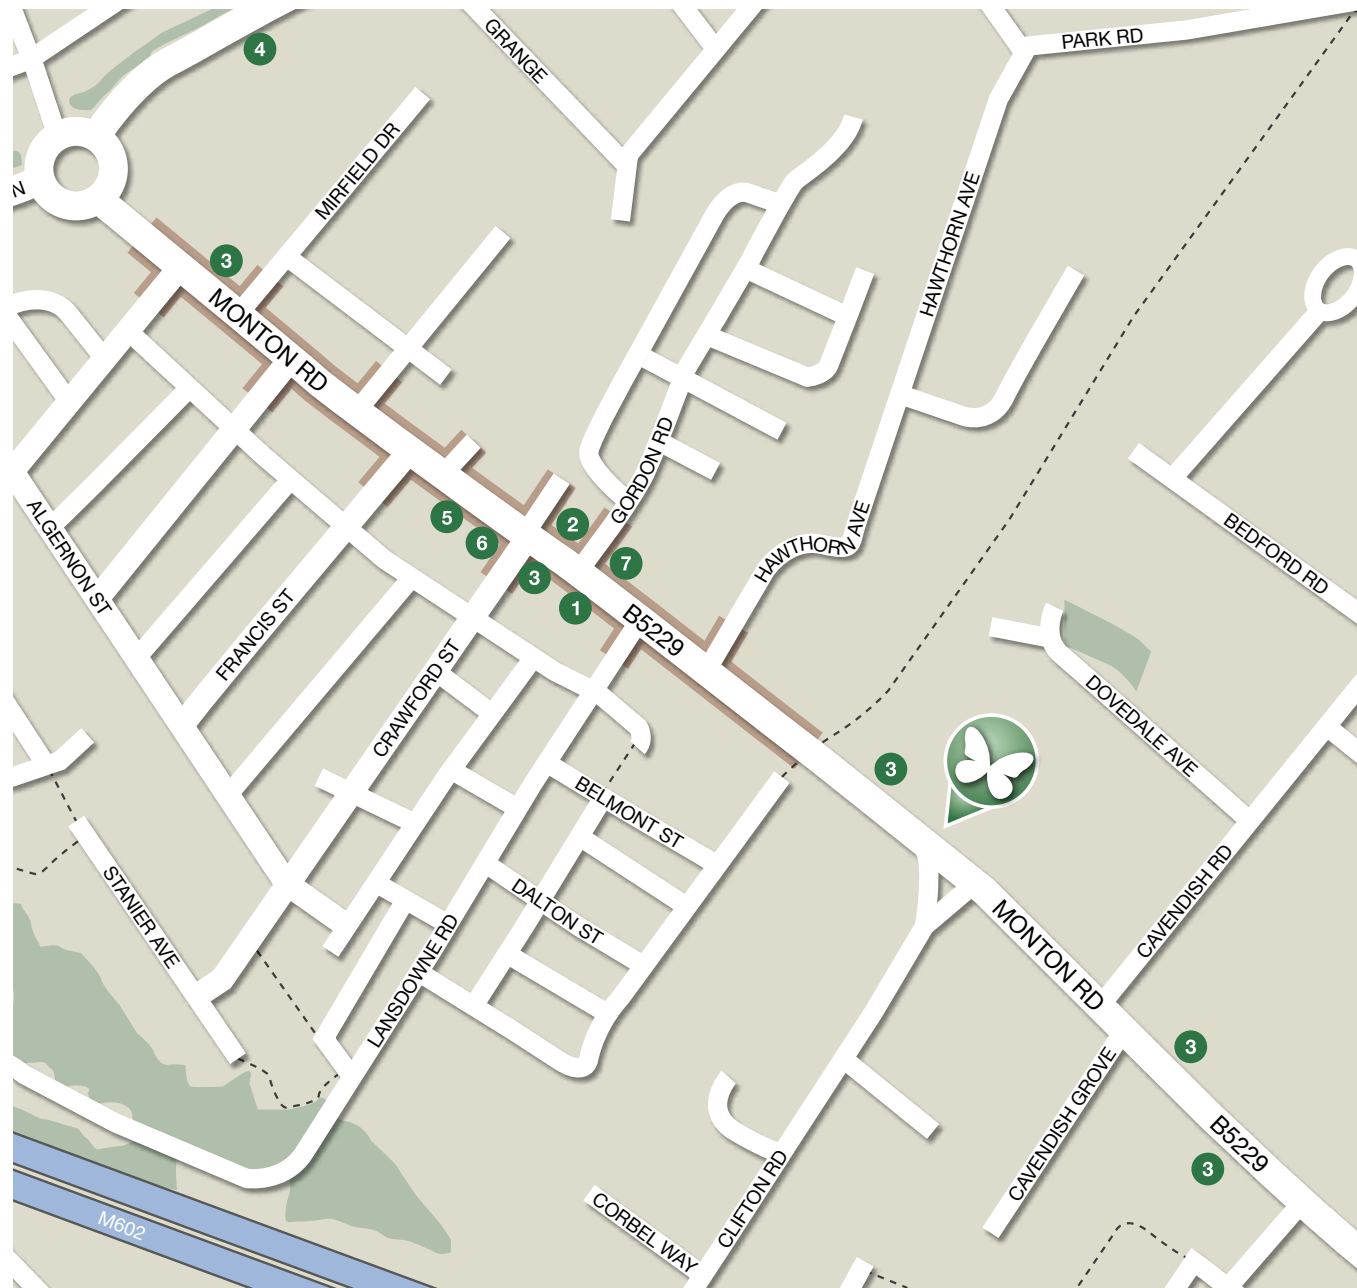 GRANGE
PARK RD
4
MIRFIELD DR
N
3
HAWTHORN AVE
MONTON RD
GORDON RD
5
2
6
7
3
1
HAWTHORN AVE
ALGERNON ST
BEDFORD RD
FRANCIS ST
B5229
CRAWFORD ST
DOVEDALE AVE
3
BELMONT ST
STANIER AVE
DALTON ST
CAVENDISH RD
LANSDOWNE RD
MONTON RD
3
CAVENDISH GROVE
B5229
3
CLIFTON RD
CORBEL WAY
M602